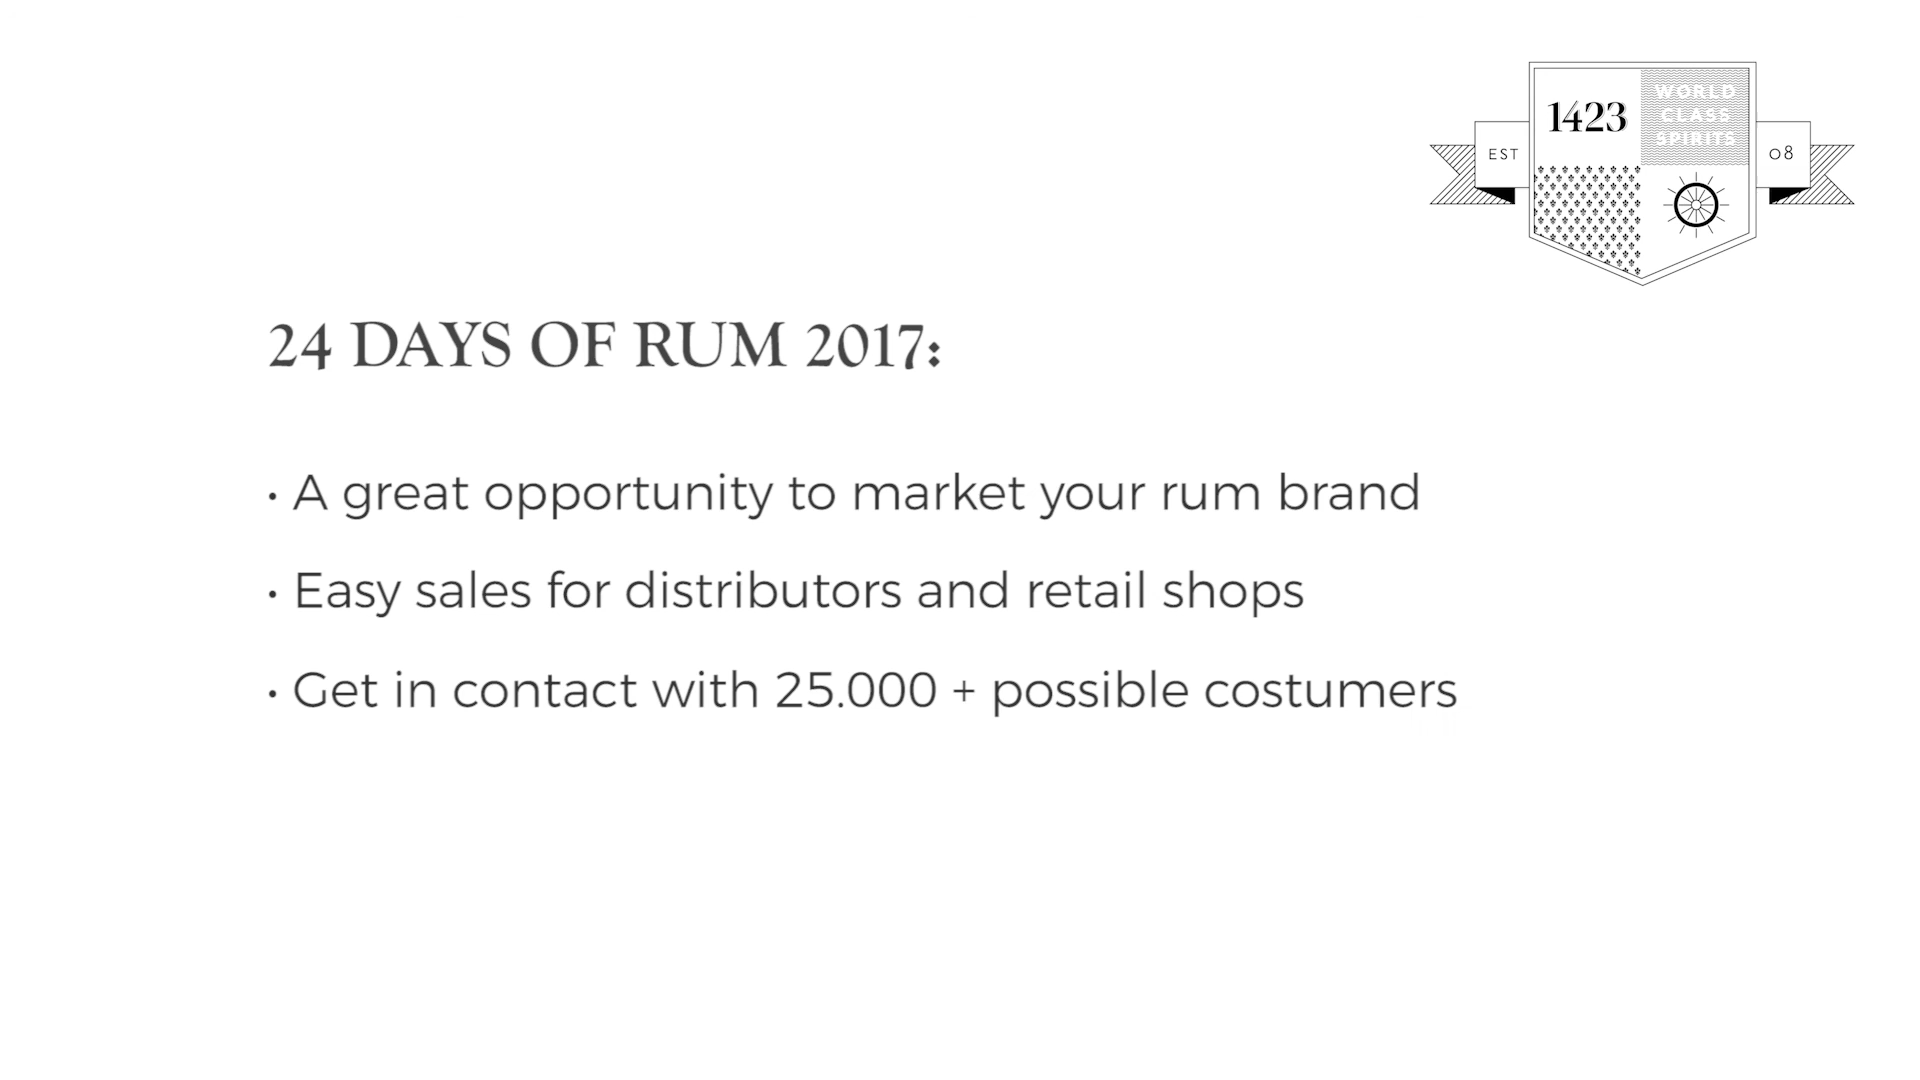 1423
WORLD
CLASS
SPIRITS
EST
08
24 DAYS OF RUM 2017:
• A great opportunity to market your rum brand
• Easy sales for distributors and retail shops
• Get in contact with 25.000 + possible costumers